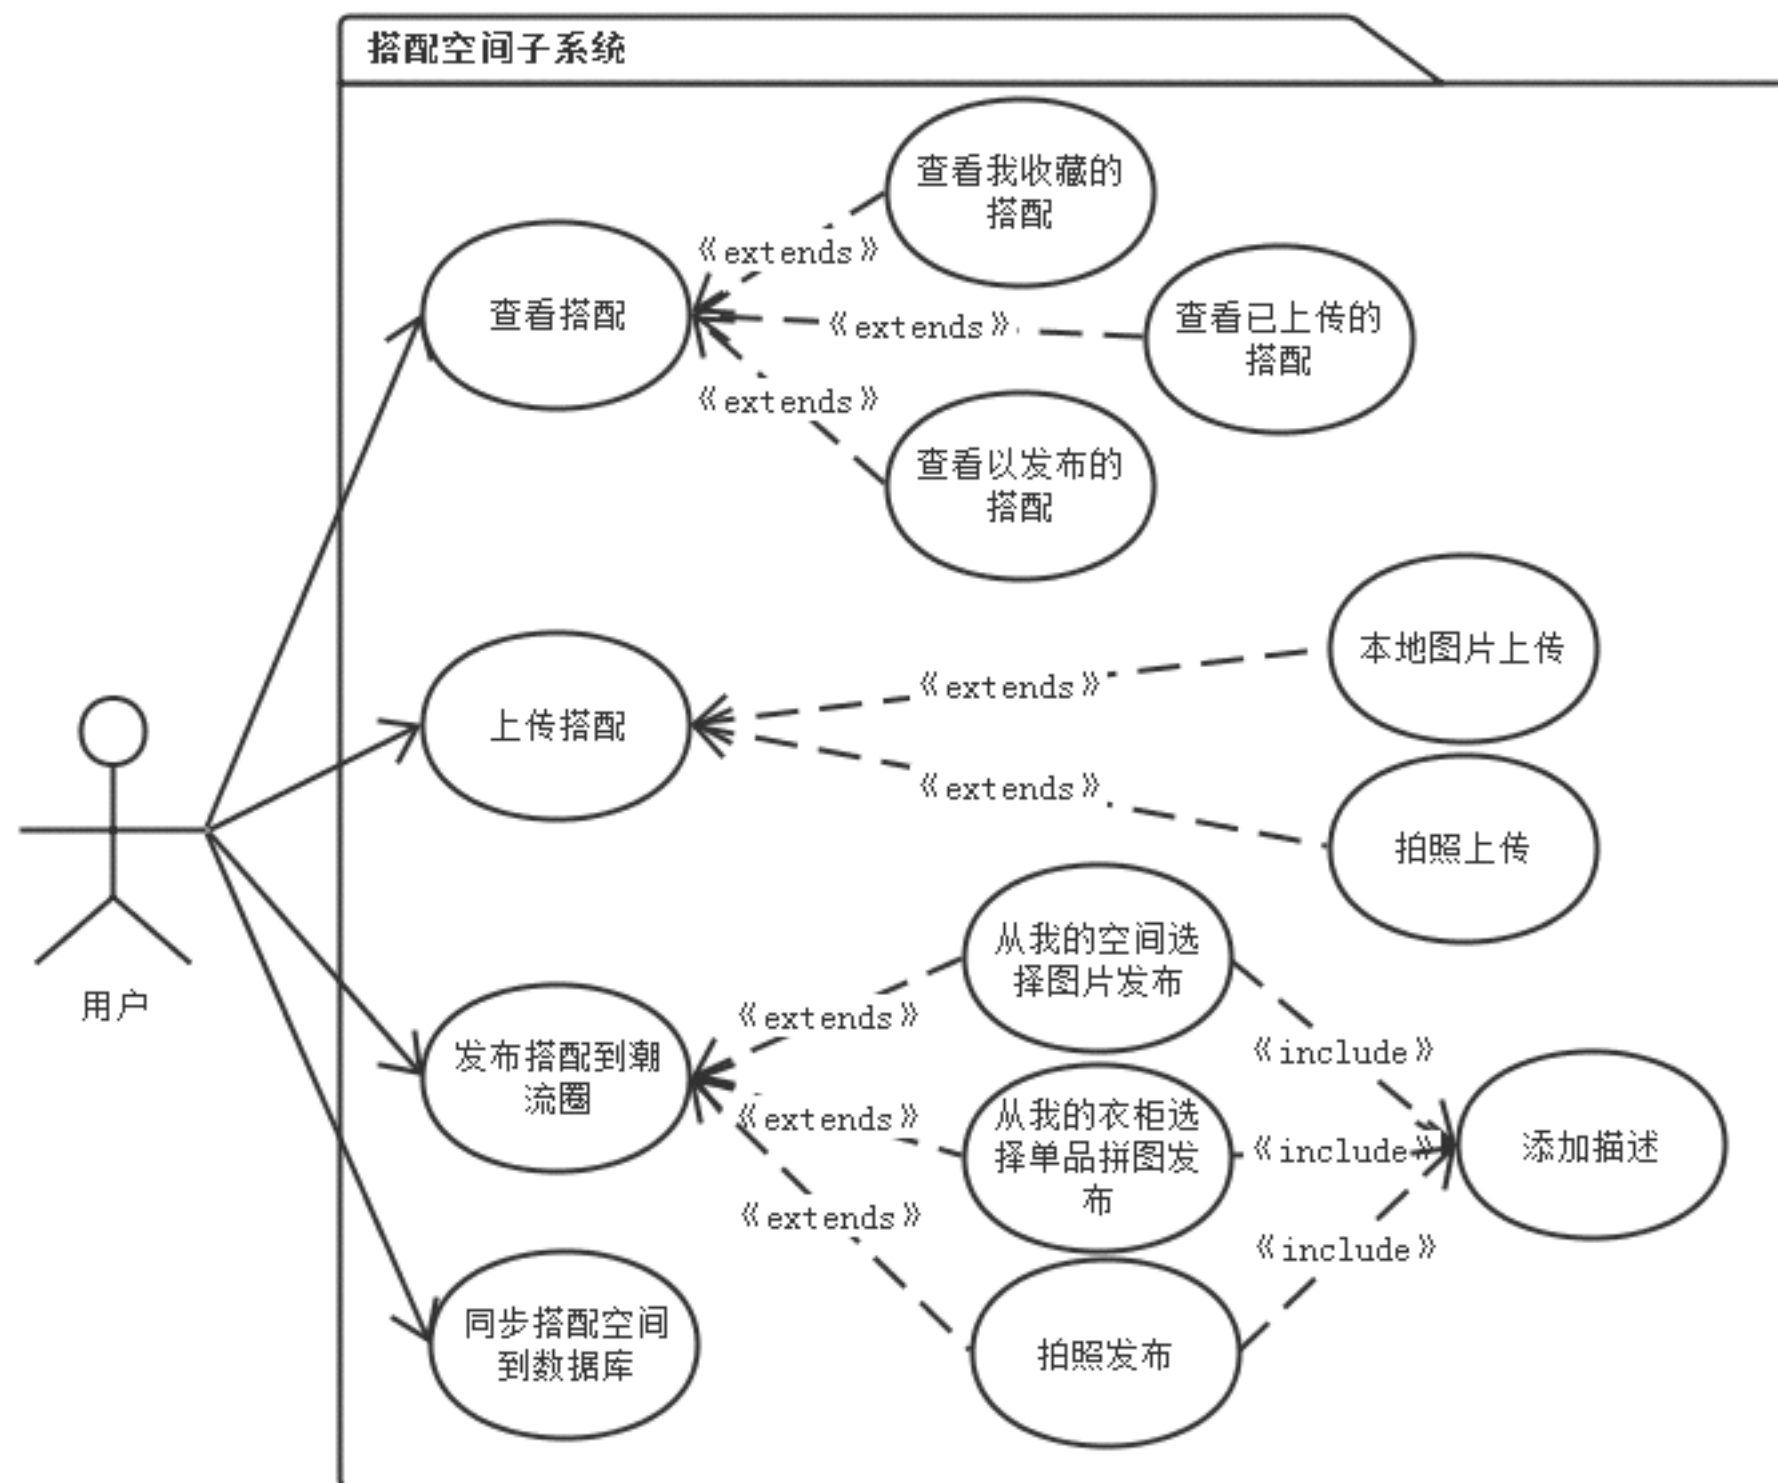 搭配空间子系统
查看我收藏的
搭配
《extends》
查看搭配
《extends》
查看已上传的
搭配
《extends》
查看以发布的
搭配
本地图片上传
《extends》
上传搭配
《extends》
拍照上传
从我的空间选
择图片发布
《extends》
用户
《include》
发布搭配到潮
流圈
《extends》
从我的衣柜选
择单品拼图发
布
《include》
添加描述
《extends》
《include》
同步搭配空间
到数据库
拍照发布